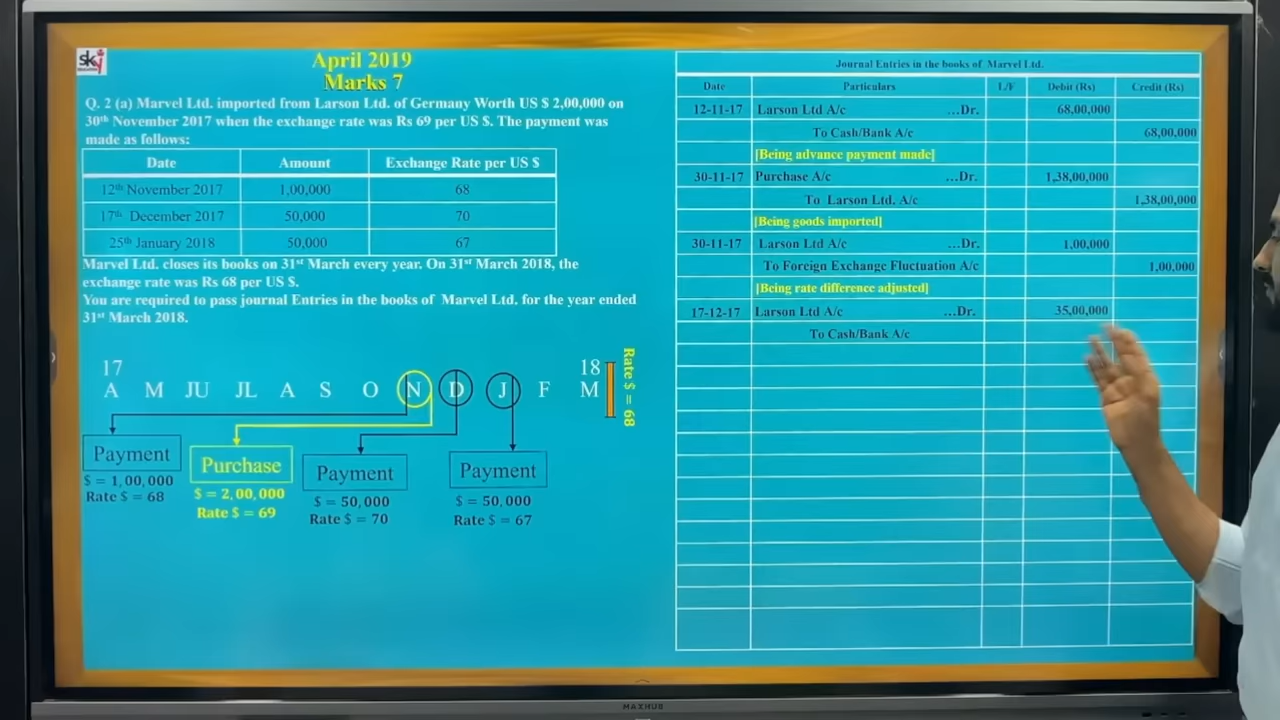 sky
April 2019
Marks 7
Q. 2 (a) Marvel Ltd. imported from Larson Ltd. of Germany Worth US $ 2,00,000 on
30th November 2017 when the exchange rate was Rs 69 per US $. The payment was
made as follows:
Date Amount Exchange Rate per US $
12th November 2017 1,00,000 68
17th December 2017 50,000 70
25th January 2018 50,000 67
Marvel Ltd. closes its books on 31st March every year. On 31st March 2018, the
exchange rate was Rs 68 per US $.
You are required to pass journal Entries in the books of Marvel Ltd. for the year ended
31st March 2018.
17 18
A M JU JL A S O N D J F M
Rate $ = 68
Payment
$ = 1,00,000
Rate $ = 68
Purchase
$ = 2,00,000
Rate $ = 69
Payment
$ = 50,000
Rate $ = 70
Payment
$ = 50,000
Rate $ = 67
Journal Entries in the books of Marvel Ltd.
Date Particulars L/F Debit (Rs) Credit (Rs)
12-11-17 Larson Ltd A/c ...Dr. 68,00,000
To Cash/Bank A/c 68,00,000
[Being advance payment made]
30-11-17 Purchase A/c ...Dr. 1,38,00,000
To Larson Ltd. A/c 1,38,00,000
[Being goods imported]
30-11-17 Larson Ltd A/c ...Dr. 1,00,000
To Foreign Exchange Fluctuation A/c 1,00,000
[Being rate difference adjusted]
17-12-17 Larson Ltd A/c ...Dr. 35,00,000
To Cash/Bank A/c
MAXHUB